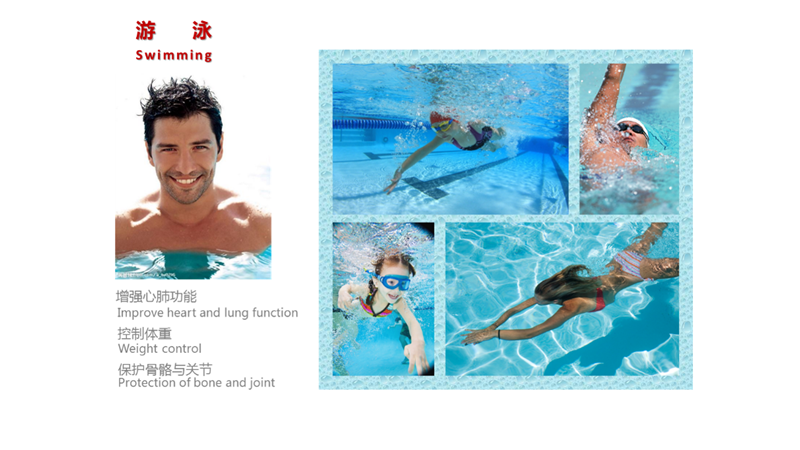 游 泳
Swimming
增强心肺功能
Improve heart and lung function
控制体重
Weight control
保护骨骼与关节
Protection of bone and joint